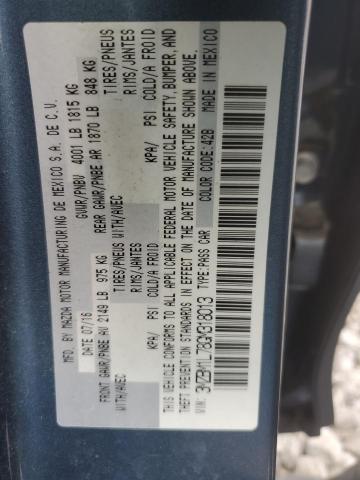 MFD. BY MAZDA MOTOR MANUFACTURING DE MEXICO S.A. DE C.V.
DATE 07/16 GVWR/PNBV 4001 LB 1815 KG
FRONT GAWR/PNBE AV 2149 LB 975 KG REAR GAWR/PNBE AR 1870 LB 848 KG
WITH/AVEC TIRES/PNEUS WITH/AVEC TIRES/PNEUS
RIMS/JANTES RIMS/JANTES
KPA/ PSI COLD/A FROID KPA/ PSI COLD/A FROID
THIS VEHICLE CONFORMS TO ALL APPLICABLE FEDERAL MOTOR VEHICLE SAFETY, BUMPER, AND
THEFT PREVENTION STANDARDS IN EFFECT ON THE DATE OF MANUFACTURE SHOWN ABOVE.
VIN: TYPE: PASS CAR COLOR CODE: 42B MADE IN MEXICO